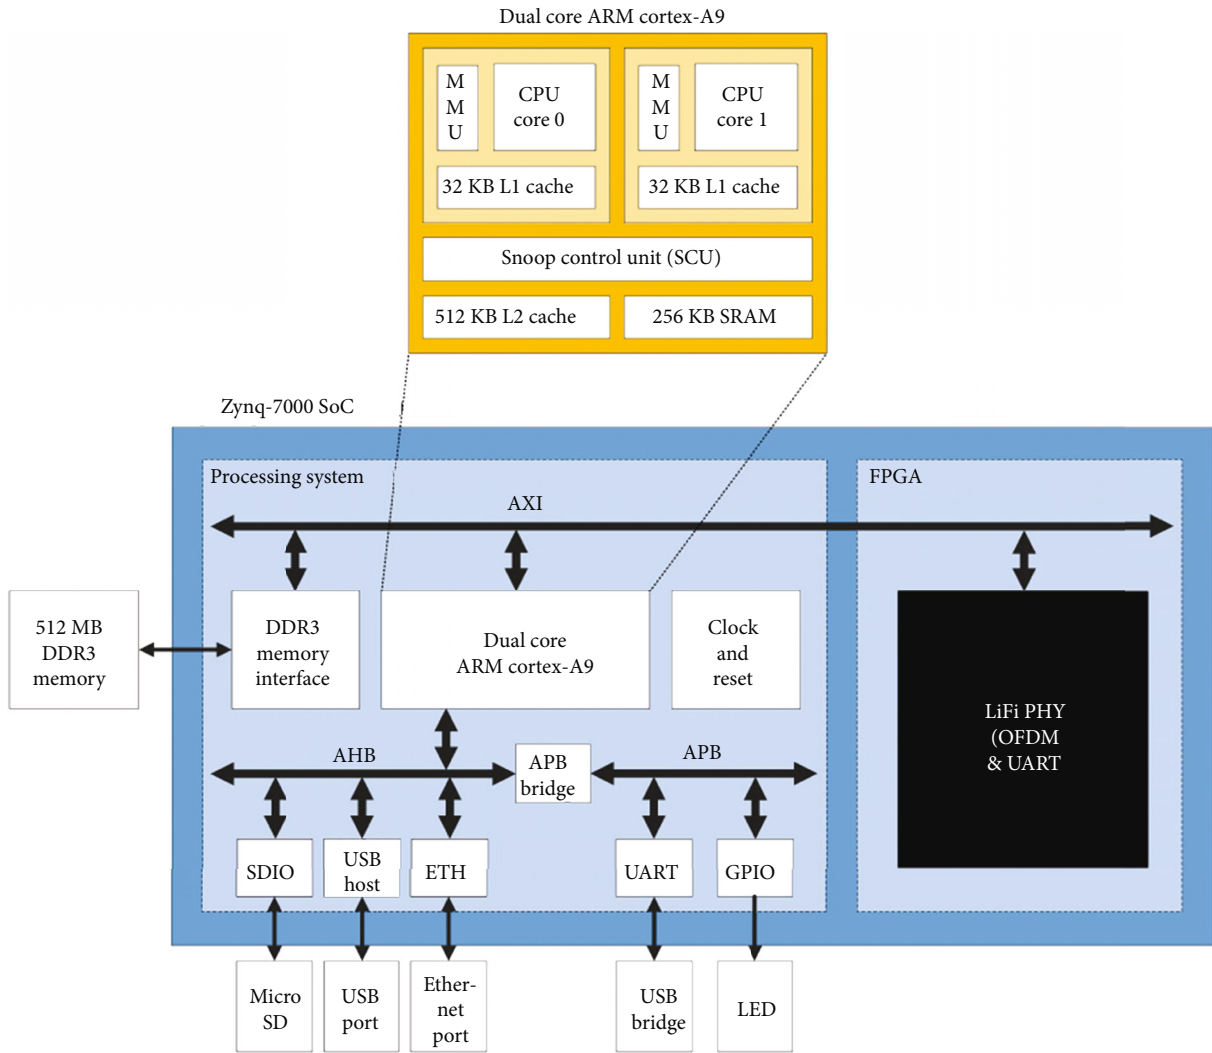 Dual core ARM cortex-A9
M
M
U
CPU
core 0
M
M
U
CPU
core 1
32 KB L1 cache
32 KB L1 cache
Snoop control unit (SCU)
512 KB L2 cache
256 KB SRAM
Zynq-7000 SoC
Processing system
FPGA
AXI
512 MB
DDR3
memory
DDR3
memory
interface
Dual core
ARM cortex-A9
Clock
and
reset
LiFi PHY
(OFDM
& UART
AHB
APB
bridge
APB
SDIO
USB
host
ETH
UART
GPIO
Micro
SD
USB
port
Ether-
net
port
USB
bridge
LED